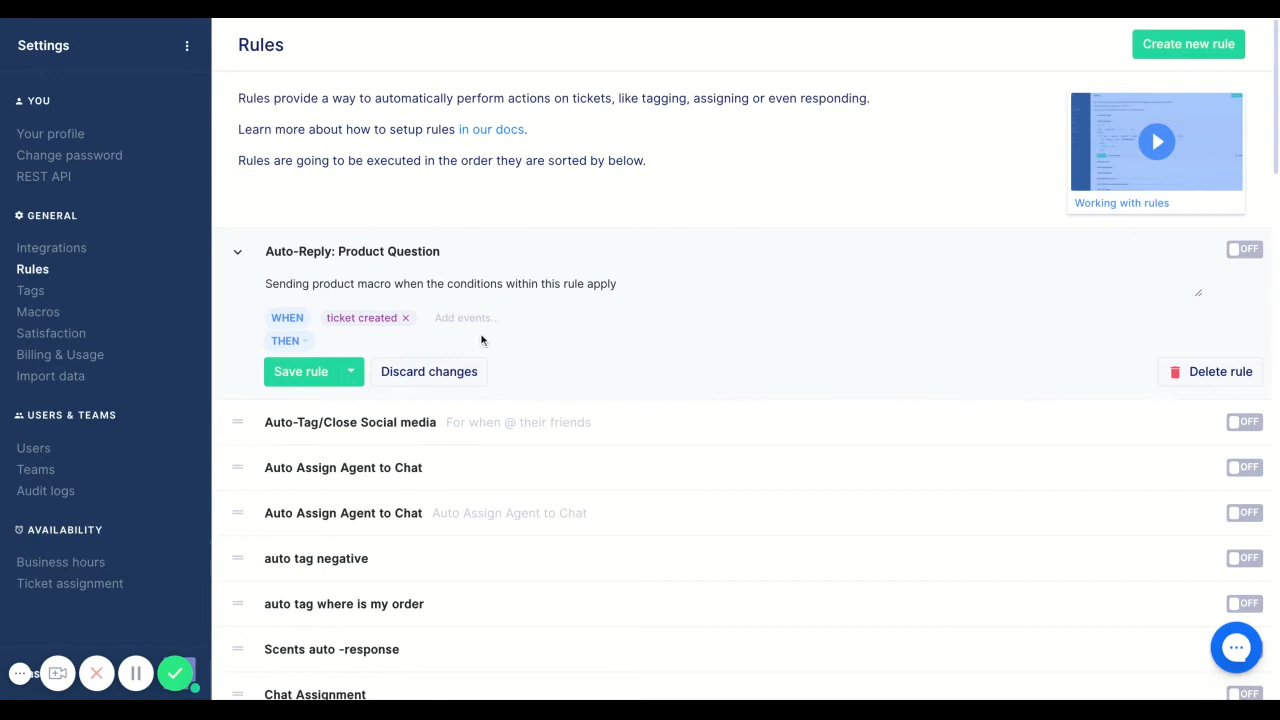 Settings
YOU
Your profile
Change password
REST API
GENERAL
Integrations
Rules
Tags
Macros
Satisfaction
Billing & Usage
Import data
USERS & TEAMS
Users
Teams
Audit logs
AVAILABILITY
Business hours
Ticket assignment
Rules
Create new rule
Rules provide a way to automatically perform actions on tickets, like tagging, assigning or even responding.
Learn more about how to setup rules in our docs.
Rules are going to be executed in the order they are sorted by below.
Working with rules
Auto-Reply: Product Question OFF
Sending product macro when the conditions within this rule apply
WHEN ticket created × Add events...
THEN
Save rule Discard changes Delete rule
Auto-Tag/Close Social media For when @ their friends OFF
Auto Assign Agent to Chat OFF
Auto Assign Agent to Chat Auto Assign Agent to Chat OFF
auto tag negative OFF
auto tag where is my order OFF
Scents auto -response
Chat Assignment OFF